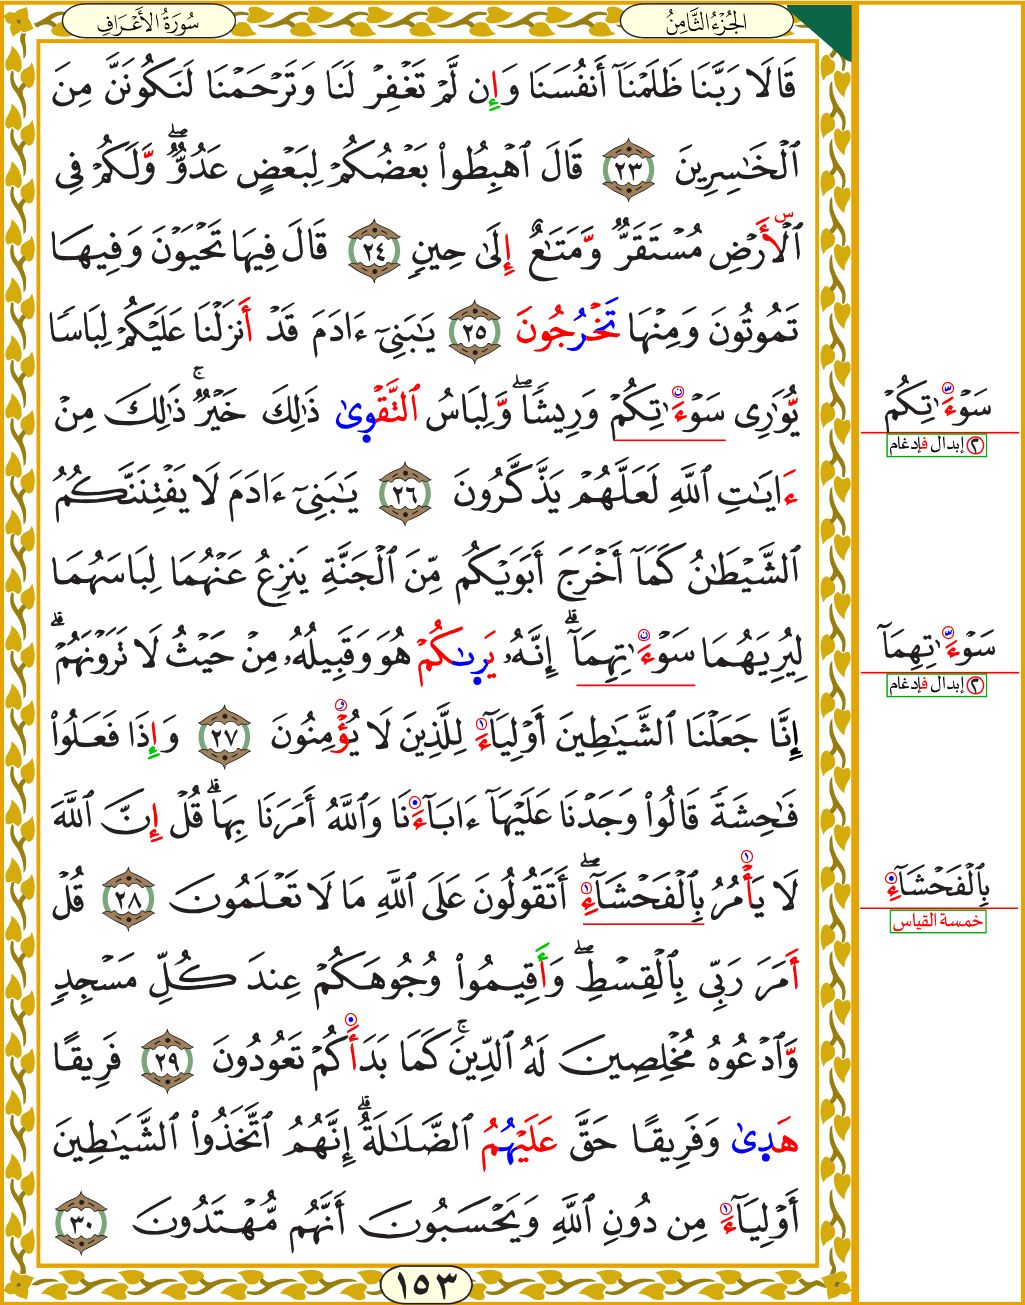 سُورَةُ الأَعْرَافِ
الجُزْءُ الثَّامِنُ
قَالَا رَبَّنَا ظَلَمْنَآ أَنفُسَنَا وَإِن لَّمْ تَغْفِرْ لَنَا وَتَرْحَمْنَا لَنَكُونَنَّ مِنَ
ٱلْخَٰسِرِينَ ٢٣ قَالَ ٱهْبِطُوا۟ بَعْضُكُمْ لِبَعْضٍ عَدُوٌّۖ وَّلَكُمْ فِى
ٱلْأَرْضِ مُسْتَقَرٌّ وَّمَتَٰعٌ إِلَىٰ حِينٍ ٢٤ قَالَ فِيهَا تَحْيَوْنَ وَفِيهَا
تَمُوتُونَ وَمِنْهَا تَخْرُجُونَ ٢٥ يَٰبَنِىٓ ءَادَمَ قَدْ أَنزَلْنَا عَلَيْكُمْ لِبَاسًا
يُّوَٰرِى سَوْءَٰتِكُمْ وَرِيشًاۖ وَّلِبَاسُ ٱلتَّقْوِىٰ ذَٰلِكَ خَيْرٌۚ ذَٰلِكَ مِنْ
ءَايَٰتِ ٱللَّهِ لَعَلَّهُمْ يَذَّكَّرُونَ ٢٦ يَٰبَنِىٓ ءَادَمَ لَا يَفْتِنَنَّكُمُ
ٱلشَّيْطَٰنُ كَمَآ أَخْرَجَ أَبَوَيْكُم مِّنَ ٱلْجَنَّةِ يَنزِعُ عَنْهُمَا لِبَاسَهُمَا
لِيُرِيَهُمَا سَوْءَٰتِهِمَآۗ إِنَّهُۥ يَرِىٰكُمْ هُوَ وَقَبِيلُهُۥ مِنْ حَيْثُ لَا تَرَوْنَهُمْۗ
إِنَّا جَعَلْنَا ٱلشَّيَٰطِينَ أَوْلِيَآءَ لِلَّذِينَ لَا يُؤْمِنُونَ ٢٧ وَإِذَا فَعَلُوا۟
فَٰحِشَةً قَالُوا۟ وَجَدْنَا عَلَيْهَآ ءَابَآءَنَا وَٱللَّهُ أَمَرَنَا بِهَاۗ قُلْ إِنَّ ٱللَّهَ
لَا يَأْمُرُ بِٱلْفَحْشَآءِۖ أَتَقُولُونَ عَلَى ٱللَّهِ مَا لَا تَعْلَمُونَ ٢٨ قُلْ
أَمَرَ رَبِّى بِٱلْقِسْطِۖ وَأَقِيمُوا۟ وُجُوهَكُمْ عِندَ كُلِّ مَسْجِدٍ
وَّٱدْعُوهُ مُخْلِصِينَ لَهُ ٱلدِّينَۚ كَمَا بَدَأَكُمْ تَعُودُونَ ٢٩ فَرِيقًا
هَدِىٰ وَفَرِيقًا حَقَّ عَلَيْهُمُ ٱلضَّلَٰلَةُۗ إِنَّهُمُ ٱتَّخَذُوا۟ ٱلشَّيَٰطِينَ
أَوْلِيَآءَ مِن دُونِ ٱللَّهِ وَيَحْسَبُونَ أَنَّهُم مُّهْتَدُونَ ٣٠
١٥٣
سَوْءَٰتِكُمْ
٢ إبدال فإدغام
سَوْءَٰتِهِمَآ
٢ إبدال فإدغام
بِٱلْفَحْشَآءِ
خمسة القياس